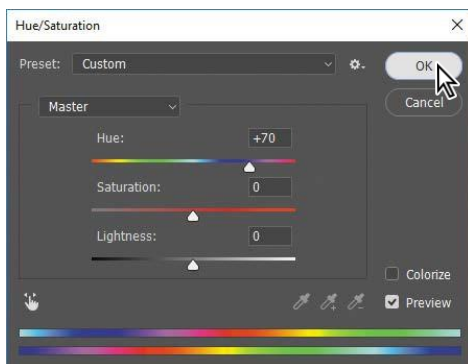 Hue/Saturation
Preset: Custom
OK
Cancel
Master
Hue: +70
Saturation: 0
Lightness: 0
Colorize
Preview